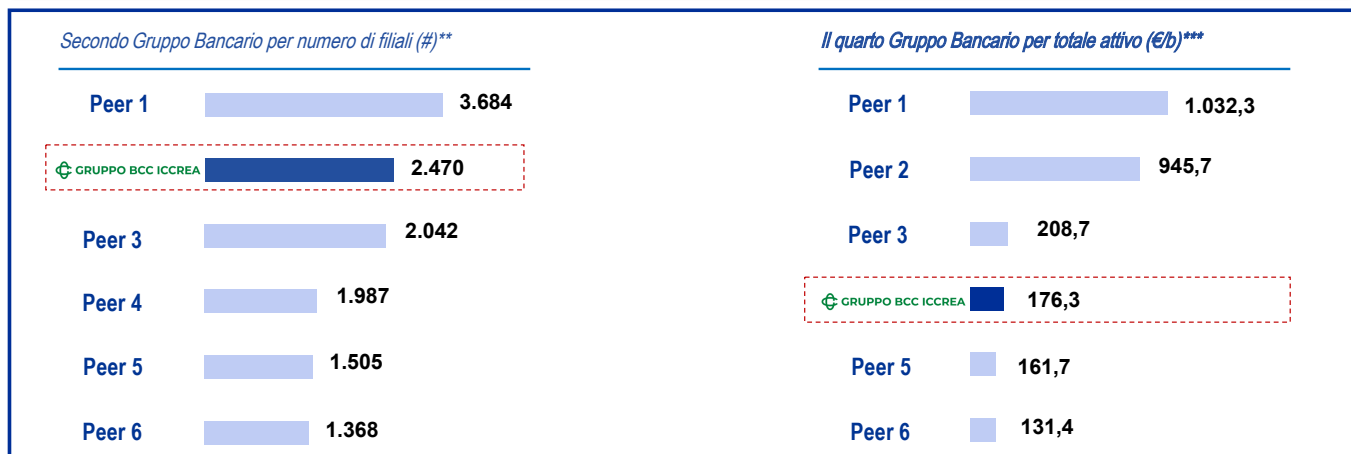 Secondo Gruppo Bancario per numero di filiali (#)**
Peer 1 3.684
GRUPPO BCC ICCREA 2.470
Peer 3 2.042
Peer 4 1.987
Peer 5 1.505
Peer 6 1.368
Il quarto Gruppo Bancario per totale attivo (€/b)***
Peer 1 1.032,3
Peer 2 945,7
Peer 3 208,7
GRUPPO BCC ICCREA 176,3
Peer 5 161,7
Peer 6 131,4